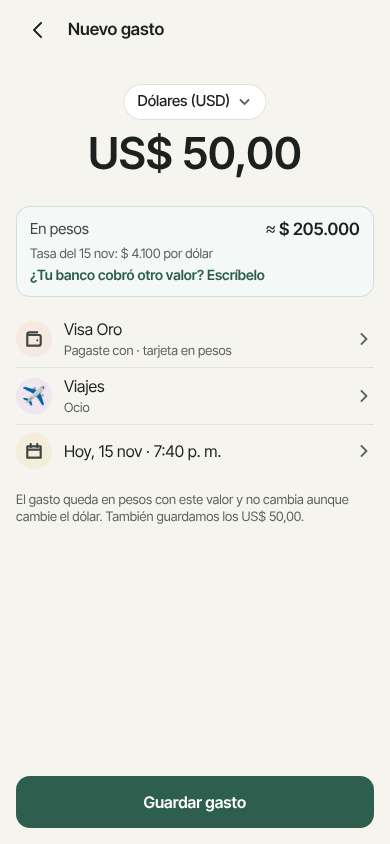 Nuevo gasto
Dólares (USD)
US$ 50,00
En pesos
≈ $ 205.000
Tasa del 15 nov: $ 4.100 por dólar
¿Tu banco cobró otro valor? Escríbelo
Visa Oro
Pagaste con · tarjeta en pesos
Viajes
Ocio
Hoy, 15 nov · 7:40 p. m.
El gasto queda en pesos con este valor y no cambia aunque
cambie el dólar. También guardamos los US$ 50,00.
Guardar gasto